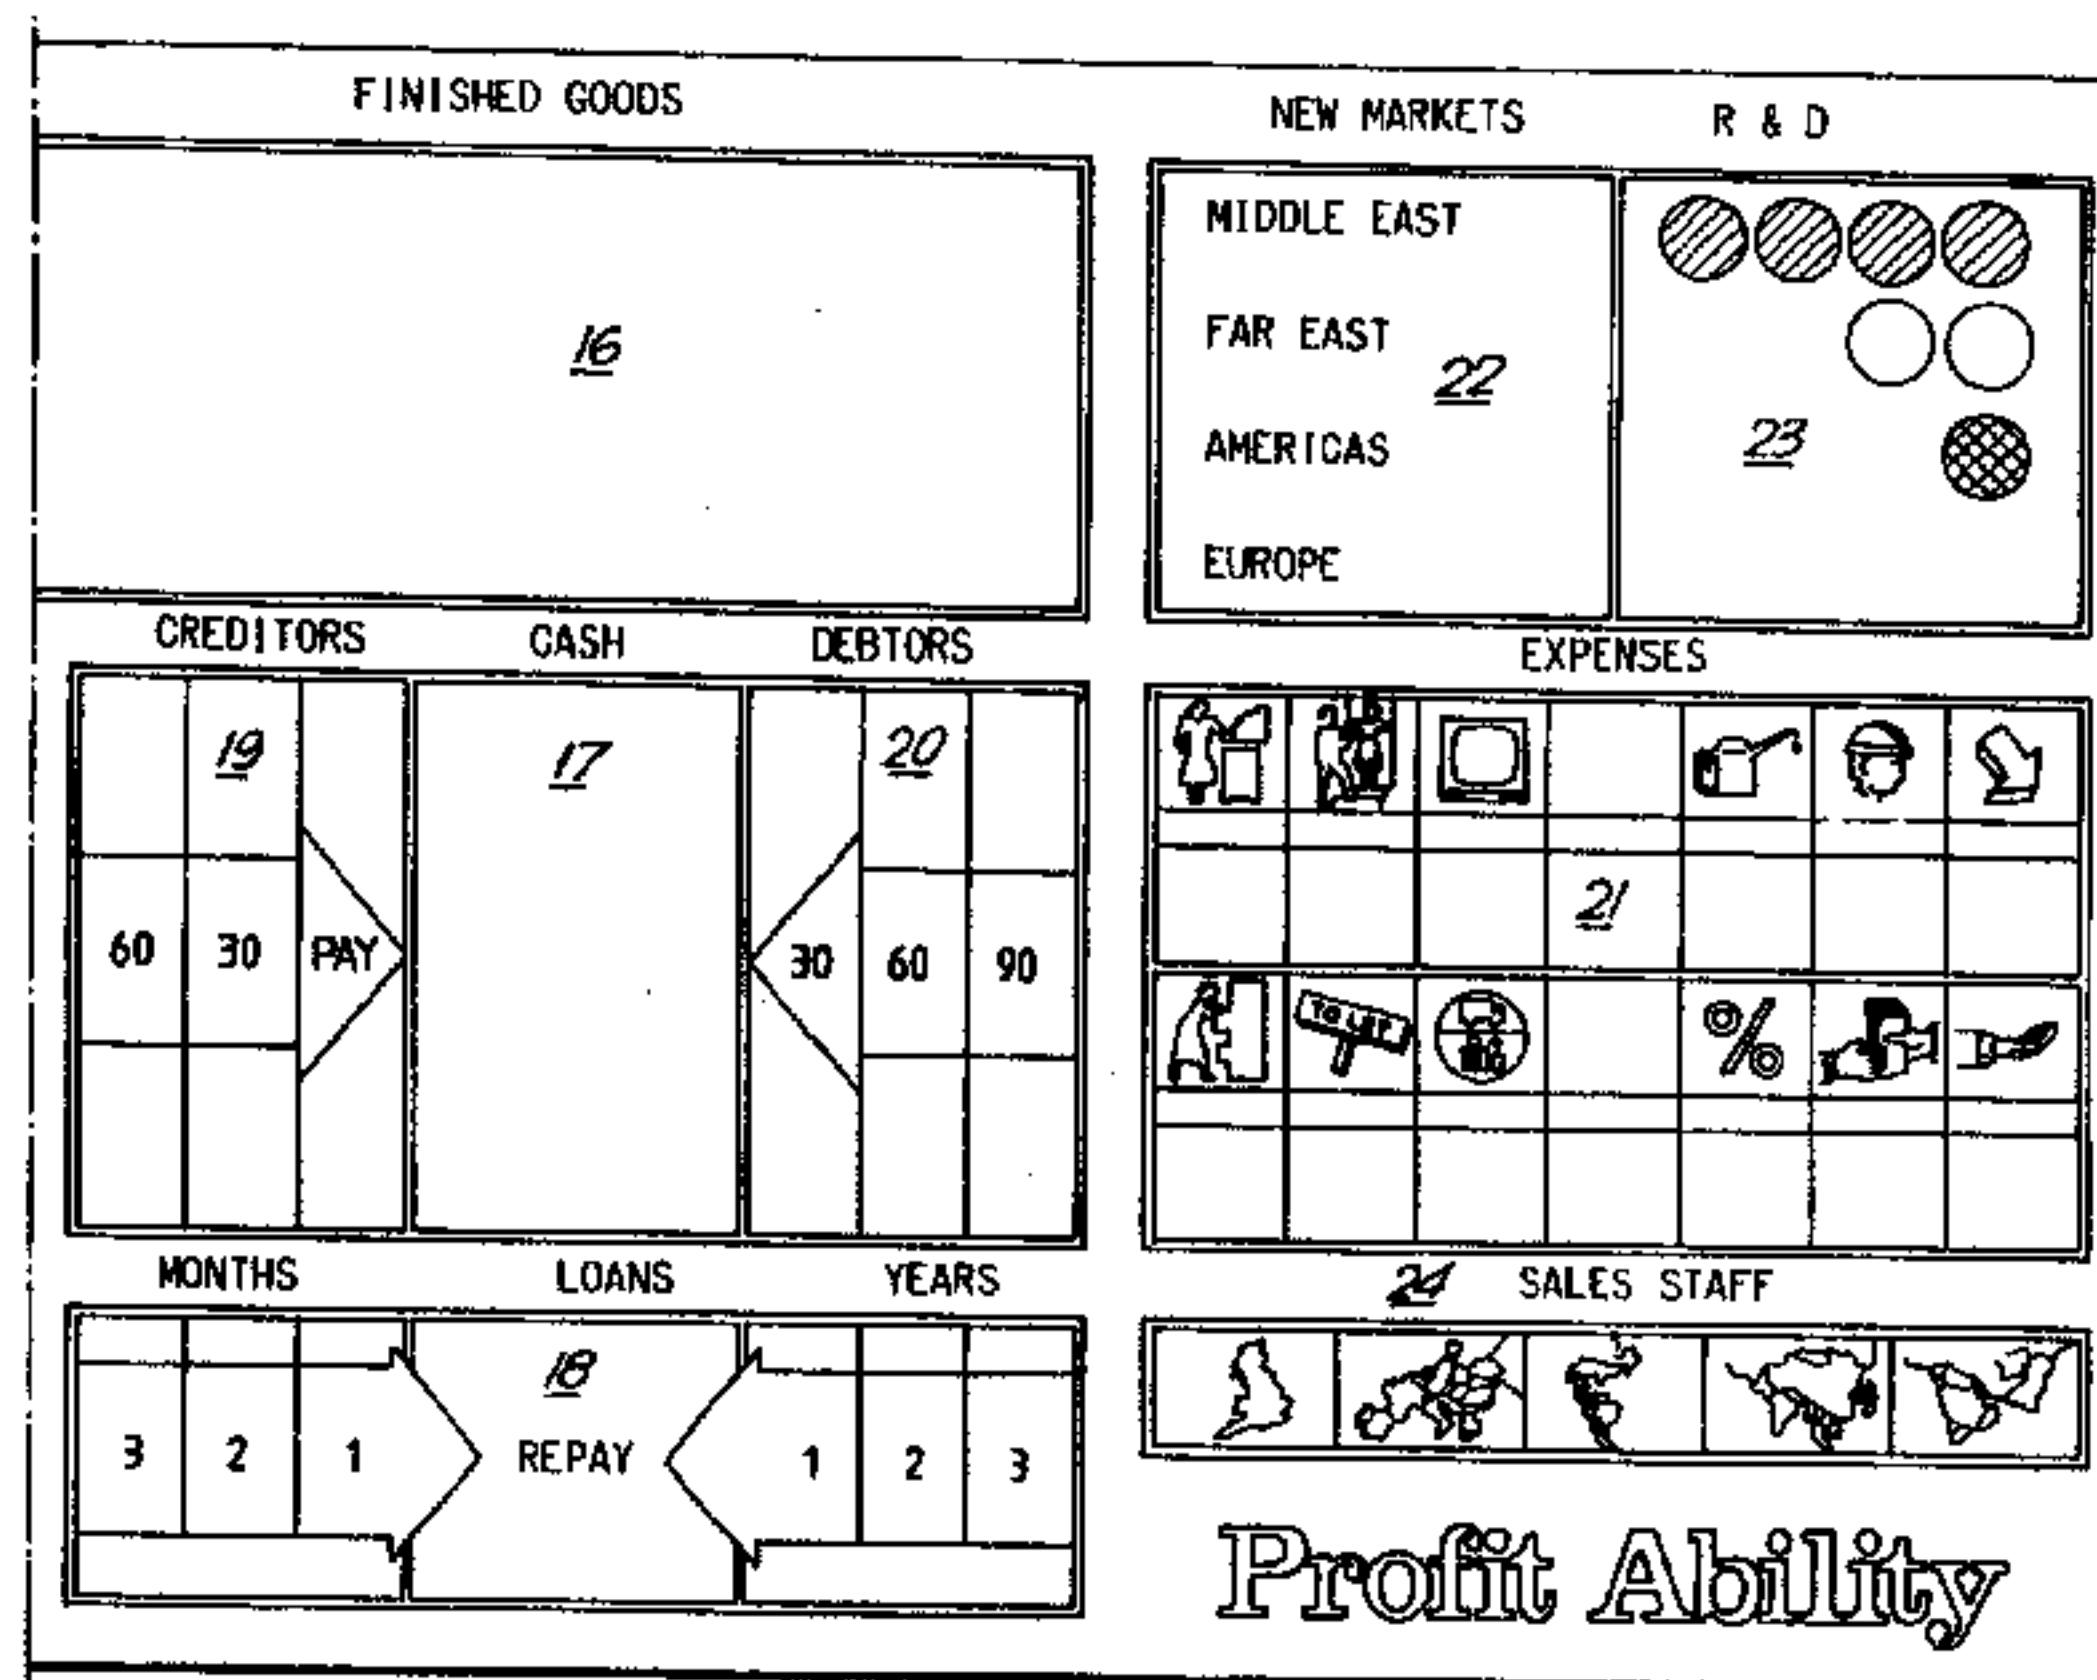 FINISHED GOODS
NEW MARKETS R & D
MIDDLE EAST
16
FAR EAST
22
AMERICAS
23
EUROPE
CREDITORS CASH DEBTORS
EXPENSES
19 17 20
21
60 30 PAY 30 60 90
TO LET
%
MONTHS LOANS YEARS
24 SALES STAFF
18
3 2 1 REPAY 1 2 3
Profit Ability